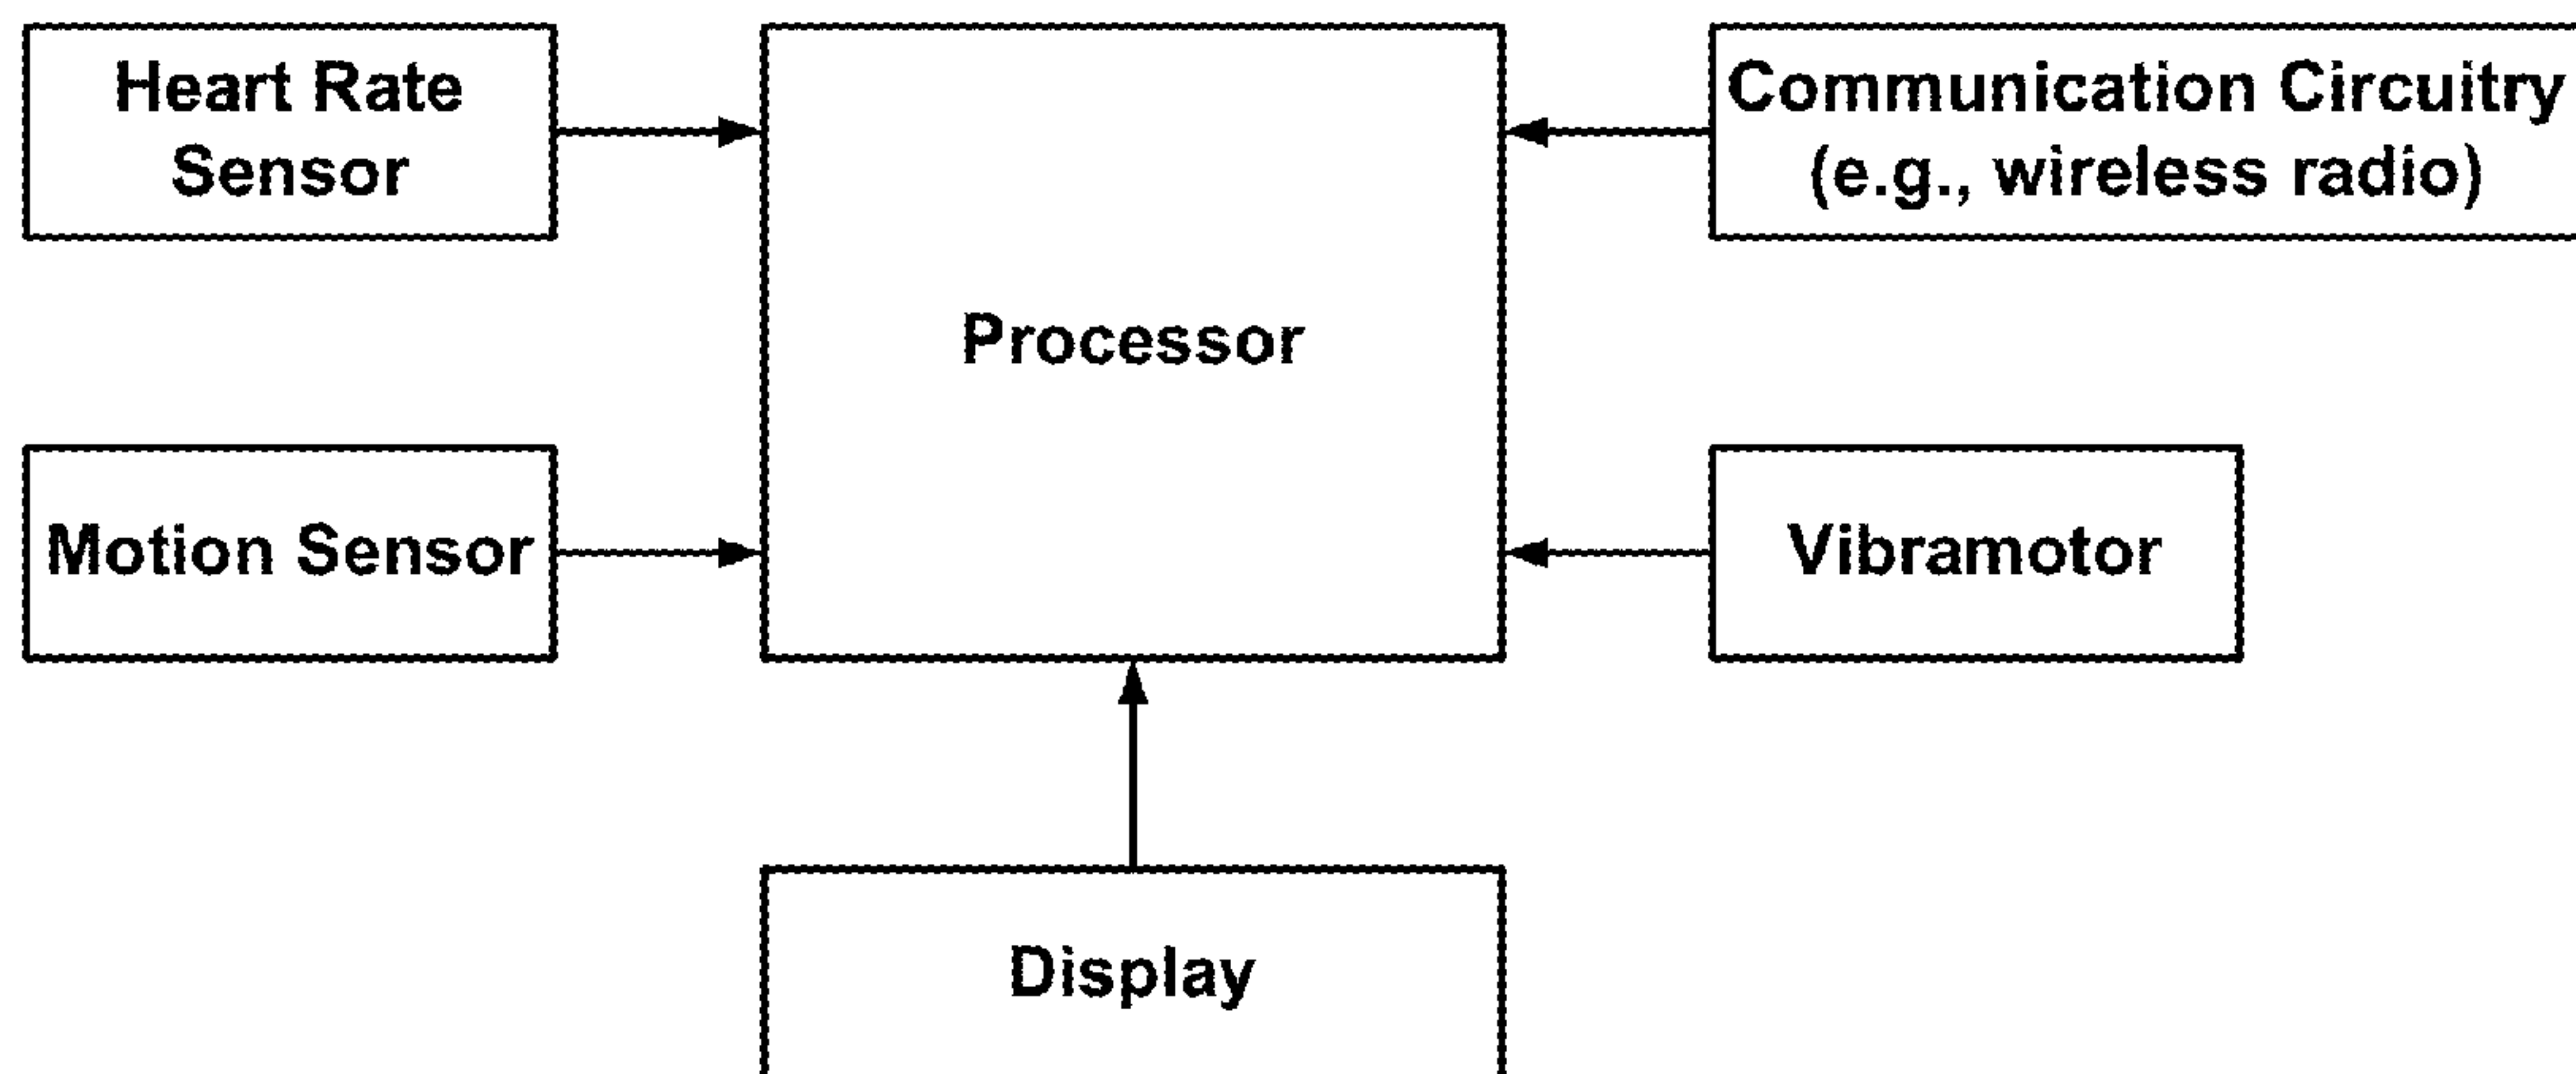 Heart Rate
Sensor
Processor
Communication Circuitry
(e.g., wireless radio)
Motion Sensor
Vibramotor
Display